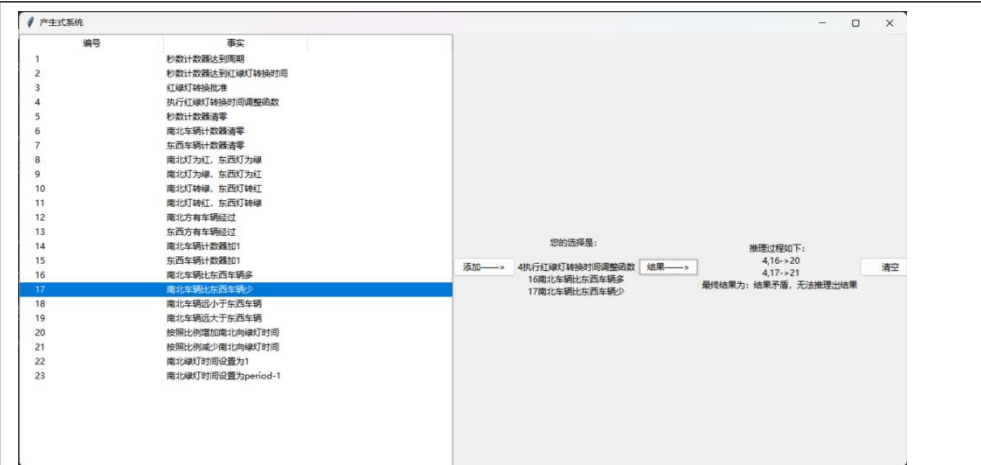 产生式系统
编号 事实
1 秒数计数器达到周期
2 秒数计数器达到红绿灯转换时间
3 红绿灯转换批准
4 执行红绿灯转换时间调整函数
5 秒数计数器清零
6 南北车辆计数器清零
7 东西车辆计数器清零
8 南北灯为红，东西灯为绿
9 南北灯为绿，东西灯为红
10 南北灯转绿，东西灯转红
11 南北灯转红，东西灯转绿
12 南北方有车辆经过
13 东西方有车辆经过
14 南北车辆计数器加1
15 东西车辆计数器加1
16 南北车辆比东西车辆多
17 南北车辆比东西车辆少
18 南北车辆远小于东西车辆
19 南北车辆远大于东西车辆
20 按照比例增加南北向绿灯时间
21 按照比例减少南北向绿灯时间
22 南北绿灯时间设置为1
23 南北绿灯时间设置为period-1
添加——>
您的选择是：
4执行红绿灯转换时间调整函数
16南北车辆比东西车辆多
17南北车辆比东西车辆少
结果——>
推理过程如下：
4,16->20
4,17->21
最终结果为：结果矛盾，无法推理出结果
清空